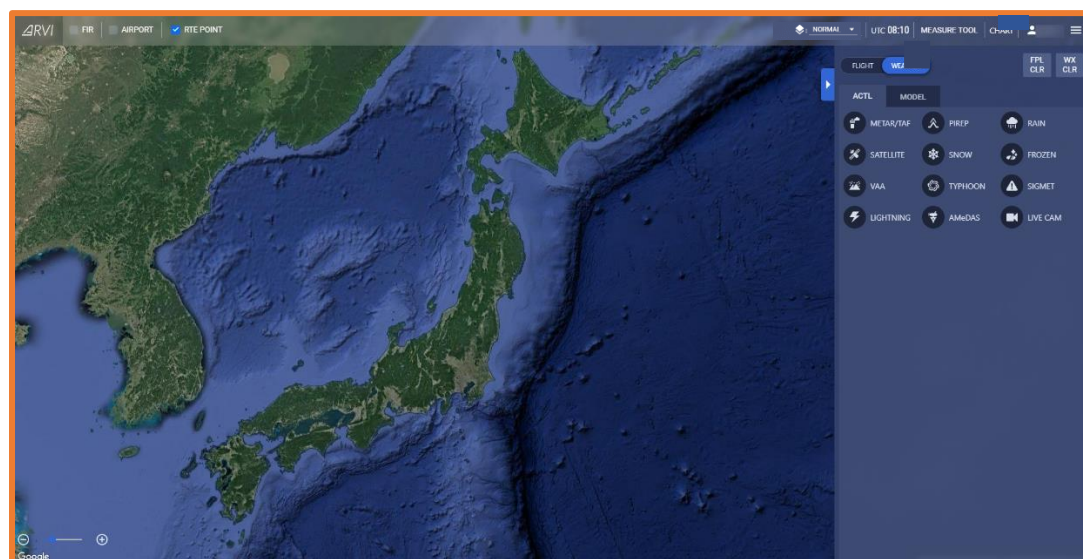 ARVI FIR AIRPORT RTE POINT NORMAL UTC 08:10 MEASURE TOOL CHART
FLIGHT
FPL CLR
WX CLR
ACTL MODEL
METAR/TAF PIREP RAIN
SATELLITE SNOW FROZEN
VAA TYPHOON SIGMET
LIGHTNING AMeDAS LIVE CAM
Google